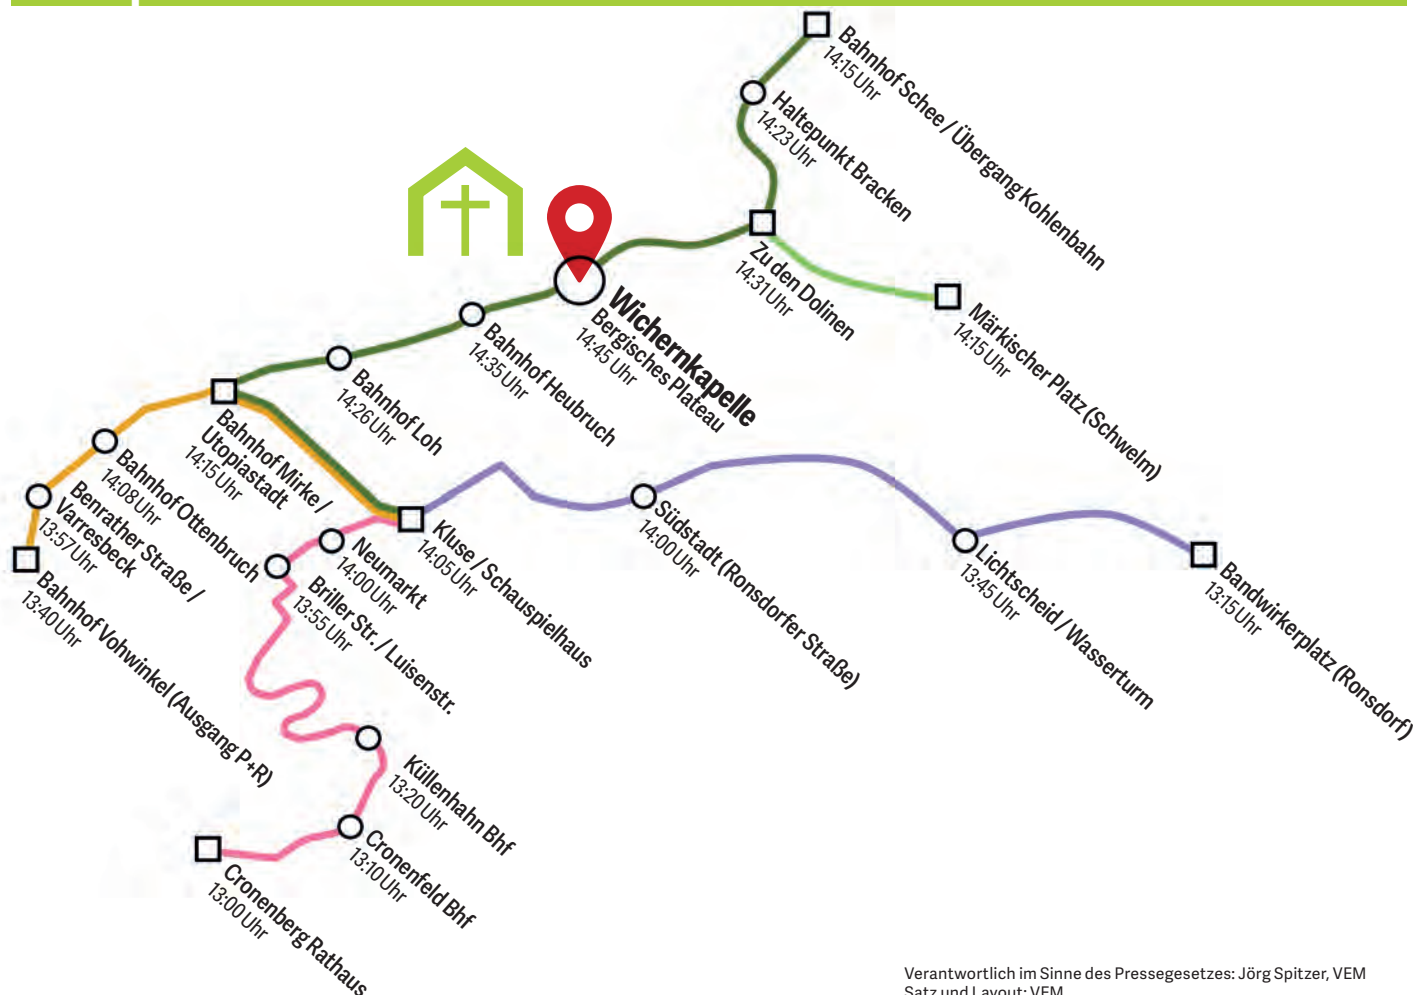 Bahnhof Schee / Übergang Kohlenbahn
14:15 Uhr
Haltepunkt Bracken
14:23 Uhr
Zu den Dolinen
14:31 Uhr
Märkischer Platz (Schwelm)
14:15 Uhr
Wichernkapelle
Bergisches Plateau
14:45 Uhr
Bahnhof Heubruch
14:35 Uhr
Bahnhof Loh
14:26 Uhr
Bahnhof Mirke /
Utopiastadt
14:15 Uhr
Bahnhof Ottenbruch
14:08 Uhr
Benrather Straße /
Varresbeck
13:57 Uhr
Bahnhof Vohwinkel (Ausgang P+R)
13:40 Uhr
Kluse / Schauspielhaus
14:05 Uhr
Neumarkt
14:00 Uhr
Briller Str. / Luisenstr.
13:55 Uhr
Südstadt (Ronsdorfer Straße)
14:00 Uhr
Lichtscheid / Wasserturm
13:45 Uhr
Bandwirkerplatz (Ronsdorf)
13:15 Uhr
Küllenhahn Bhf
13:20 Uhr
Cronenfeld Bhf
13:10 Uhr
Cronenberg Rathaus
13:00 Uhr
Verantwortlich im Sinne des Pressegesetzes: Jörg Spitzer, VEM
Satz und Layout: VEM